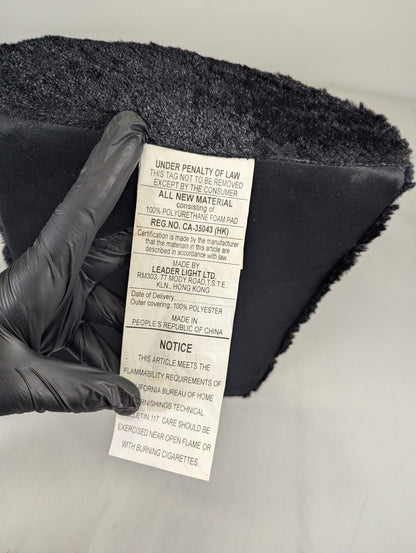 UNDER PENALTY OF LAW
THIS TAG NOT TO BE REMOVED
EXCEPT BY THE CONSUMER
ALL NEW MATERIAL
consisting of
100% POLYURETHANE FOAM PAD
REG.NO. CA-35043 (HK)
Certification is made by the manufacturer
that the materials in this article are
described in accordance with law.
MADE BY
LEADER LIGHT LTD.
RM303, 77 MODY ROAD,T.S.T.E.
KLN., HONG KONG
Date of Delivery
Outer covering: 100% POLYESTER
MADE IN
PEOPLE'S REPUBLIC OF CHINA
NOTICE
THIS ARTICLE MEETS THE
FLAMMABILITY REQUIREMENTS OF
IFORNIA BUREAU OF HOME
RNISHINGS TECHNICAL
LLETIN 117. CARE SHOULD BE
EXERCISED NEAR OPEN FLAME OR
WITH BURNING CIGARETTES.